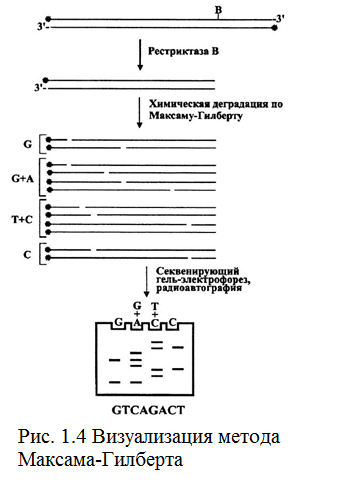 В
3'- -3'
Рестриктаза В
3'-
Химическая деградация по
Максаму-Гилберту
G
G+A
T+C
C
Секвенирующий
гель-электрофорез,
радиоавтография
G T
+ +
G A C C
GTCAGACT
Рис. 1.4 Визуализация метода
Максама-Гилберта